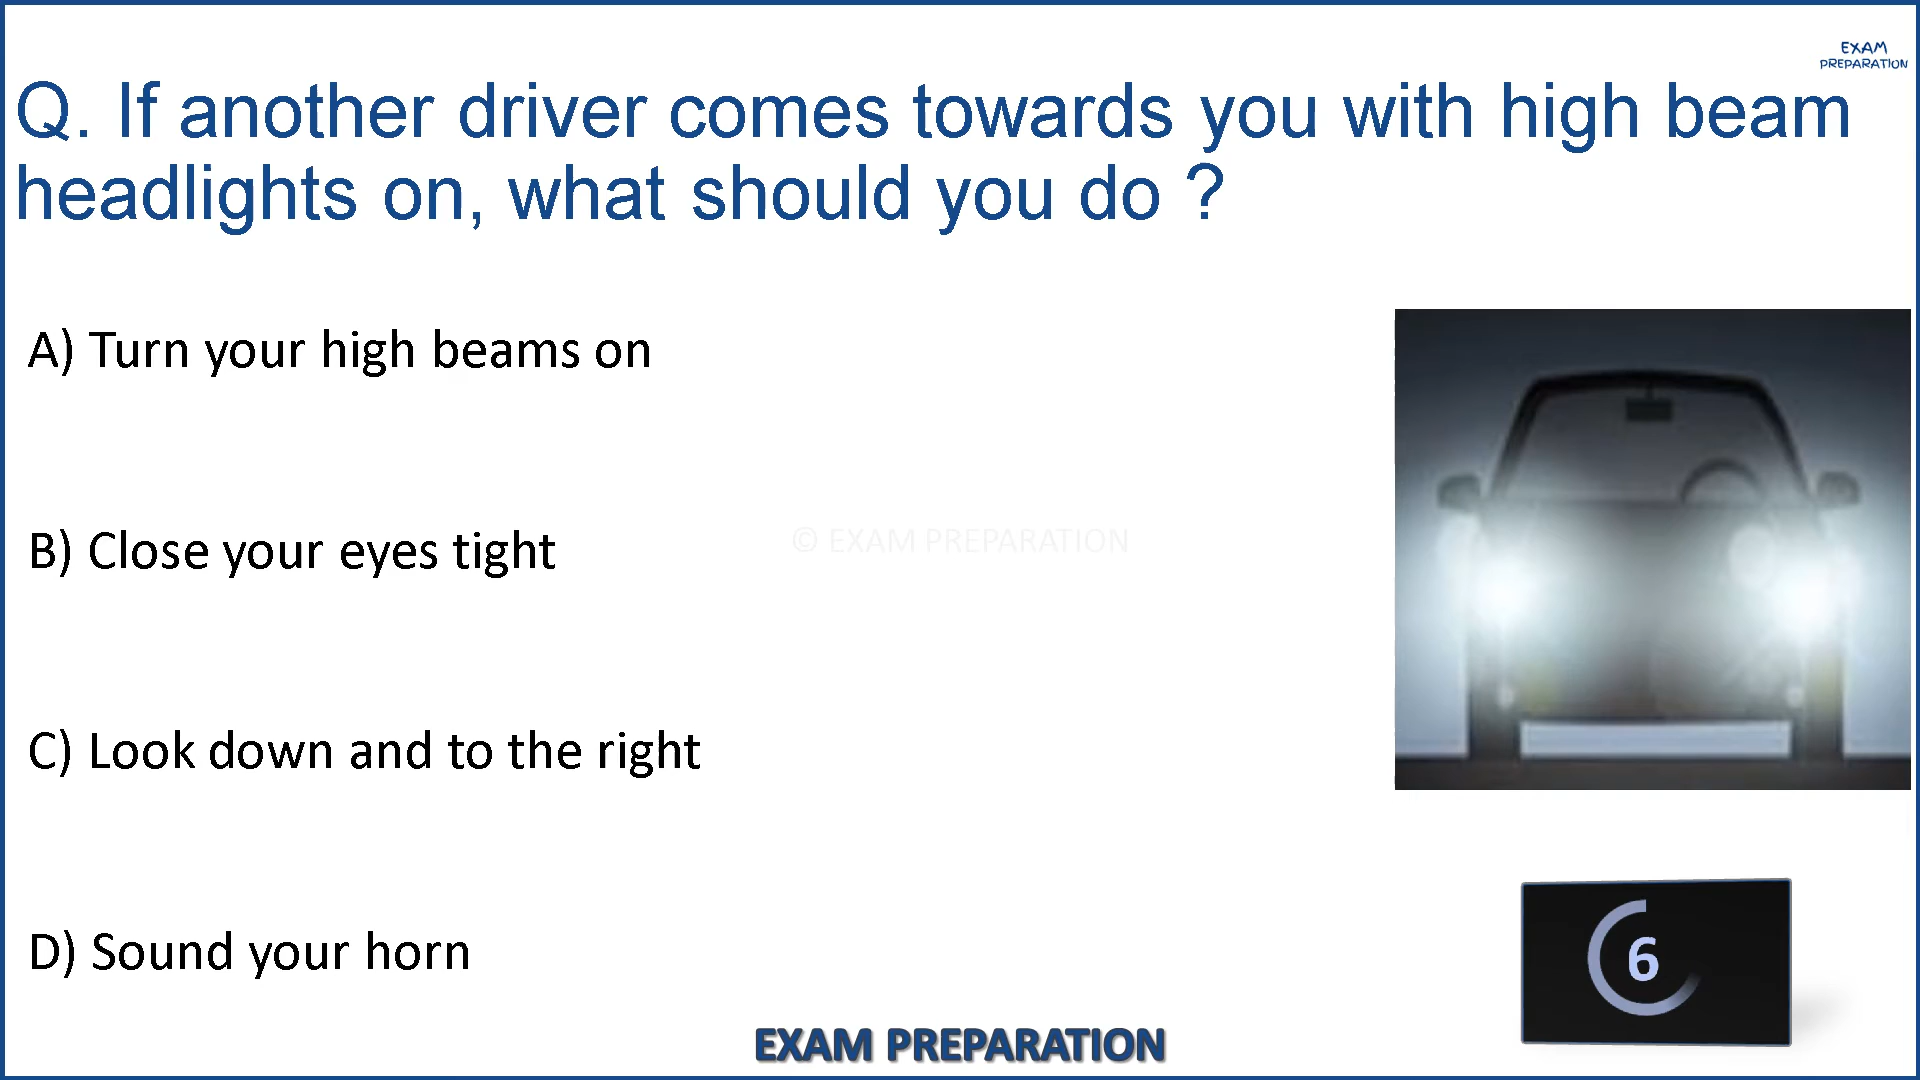 EXAM
PREPARATION
Q. If another driver comes towards you with high beam
headlights on, what should you do ?
A) Turn your high beams on
B) Close your eyes tight
© EXAM PREPARATION
C) Look down and to the right
D) Sound your horn
6
EXAM PREPARATION